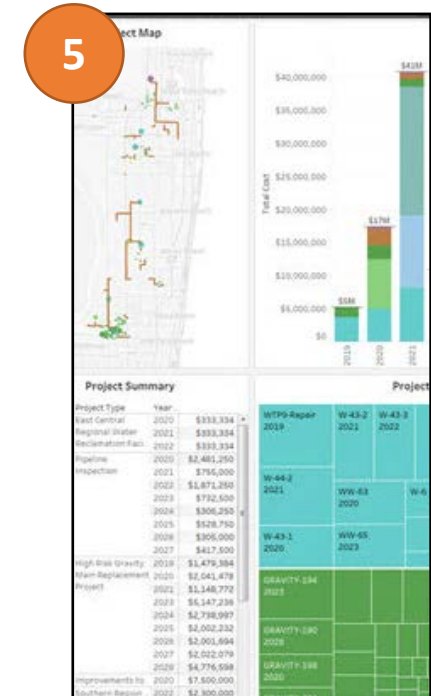 5
ect Map
$41M
$40,000,000
$35,000,000
$30,000,000
$25,000,000
$20,000,000
$17M
$15,000,000
$10,000,000
$5M
$5,000,000
$0
Total Cost
2019
2020
2021
Project Summary
Project Type Year
East Central 2020 $333,334
Regional Water 2021 $333,334
Reclamation Faci. 2022 $333,334
Pipeline 2020 $2,481,250
Inspection 2021 $755,000
2022 $1,871,250
2023 $732,500
2024 $306,250
2025 $528,750
2026 $305,000
2027 $417,500
High Risk Gravity 2019 $1,479,384
Main Replacement 2020 $2,041,478
Project 2021 $1,148,772
2023 $5,147,236
2024 $2,738,997
2025 $2,002,232
2026 $2,001,694
2027 $2,022,079
2028 $4,776,598
Improvements to 2020 $7,500,000
Southern Region 2022 $2,300,000
Project
WTP9-Repair
2019
W-43-2
2021
W-43-3
2022
W-44-2
2021
WW-63
2020
W-6
W-43-1
2020
WW-65
2023
GRAVITY-194
2023
GRAVITY-190
2028
GRAVITY-198
2020